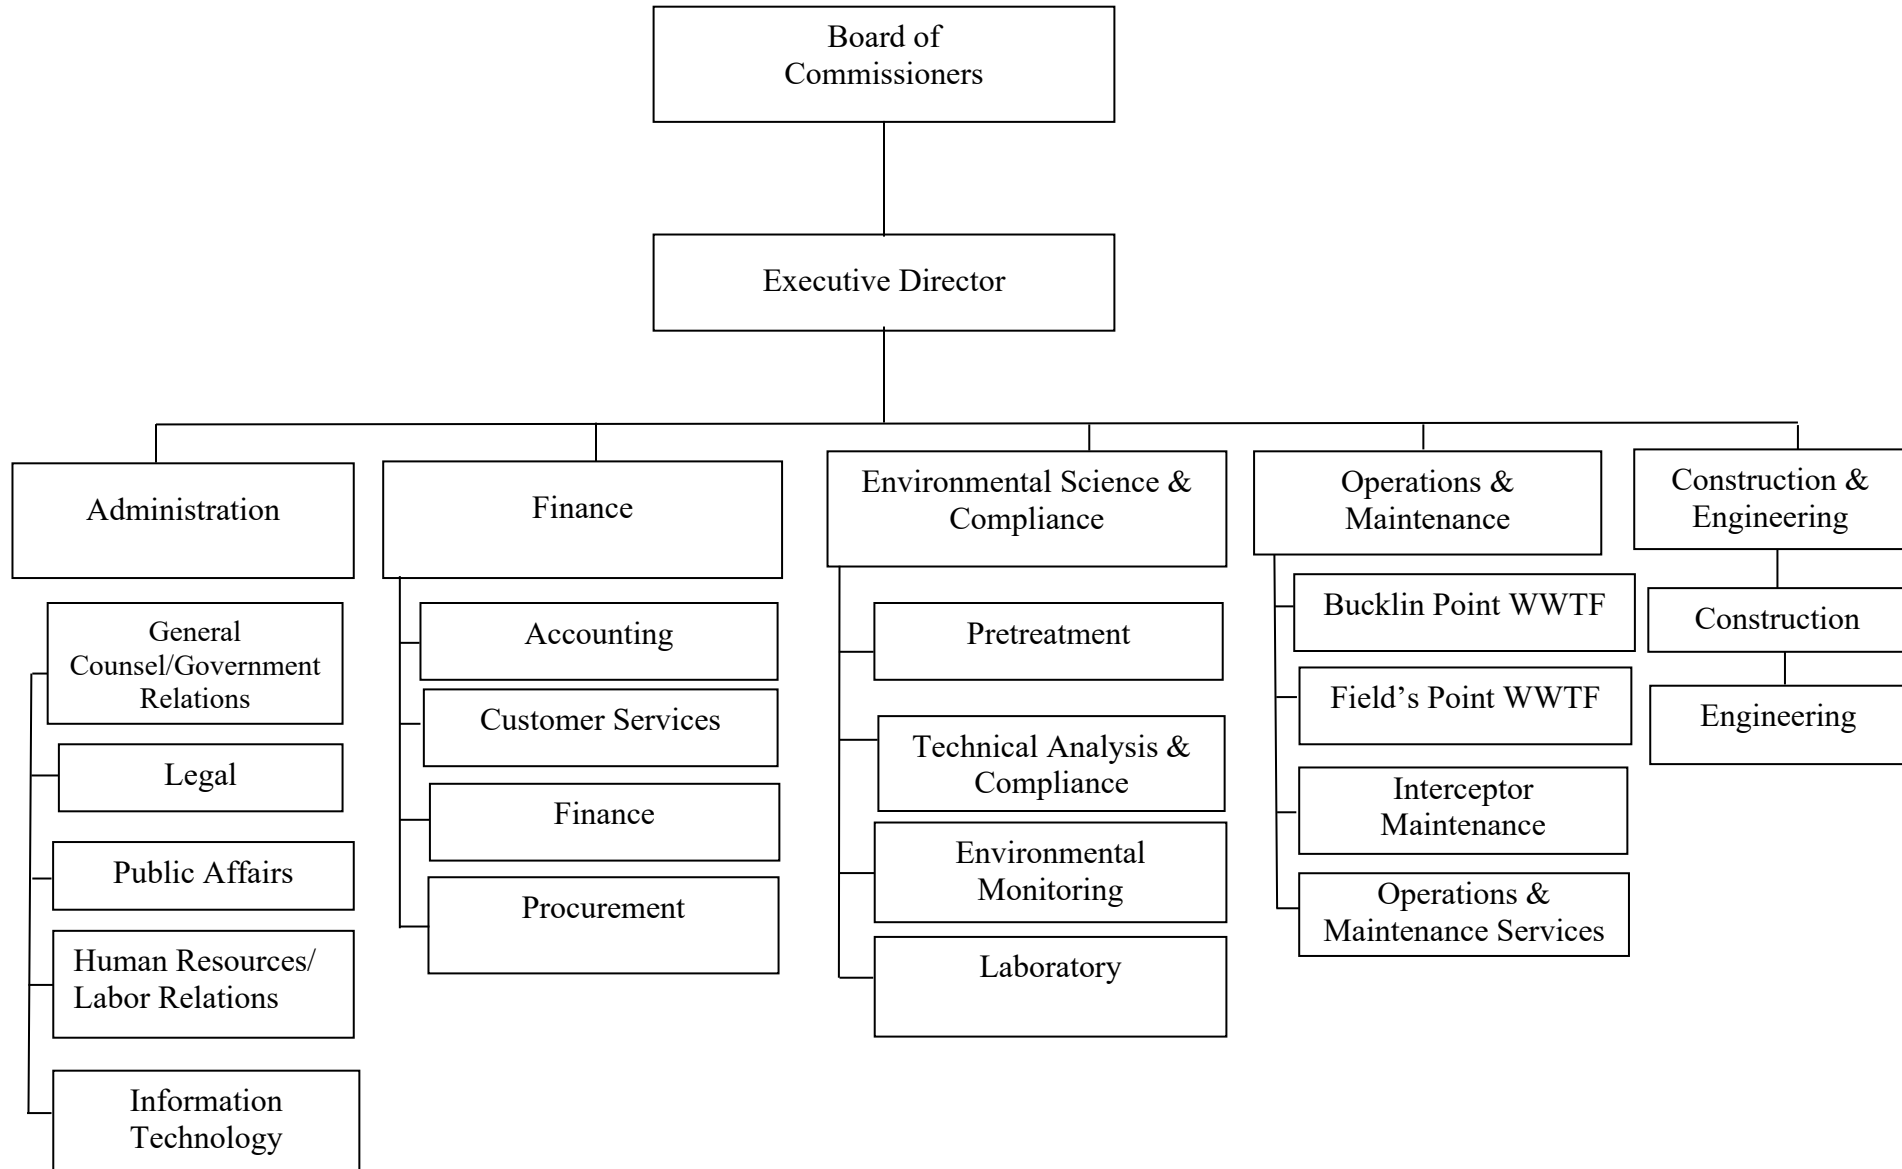 Board of
Commissioners
Executive Director
Administration
General
Counsel/Government
Relations
Legal
Public Affairs
Human Resources/
Labor Relations
Information
Technology
Finance
Accounting
Customer Services
Finance
Procurement
Environmental Science &
Compliance
Pretreatment
Technical Analysis &
Compliance
Environmental
Monitoring
Laboratory
Operations &
Maintenance
Bucklin Point WWTF
Field’s Point WWTF
Interceptor
Maintenance
Operations &
Maintenance Services
Construction &
Engineering
Construction
Engineering